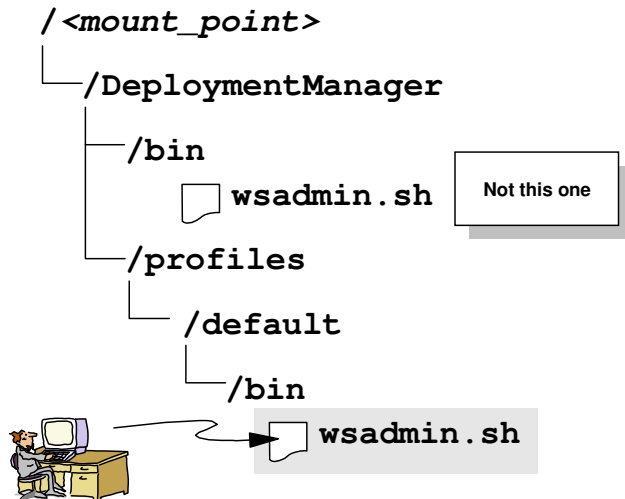 /<mount_point>
/DeploymentManager
/bin
wsadmin.sh
Not this one
/profiles
/default
/bin
wsadmin.sh